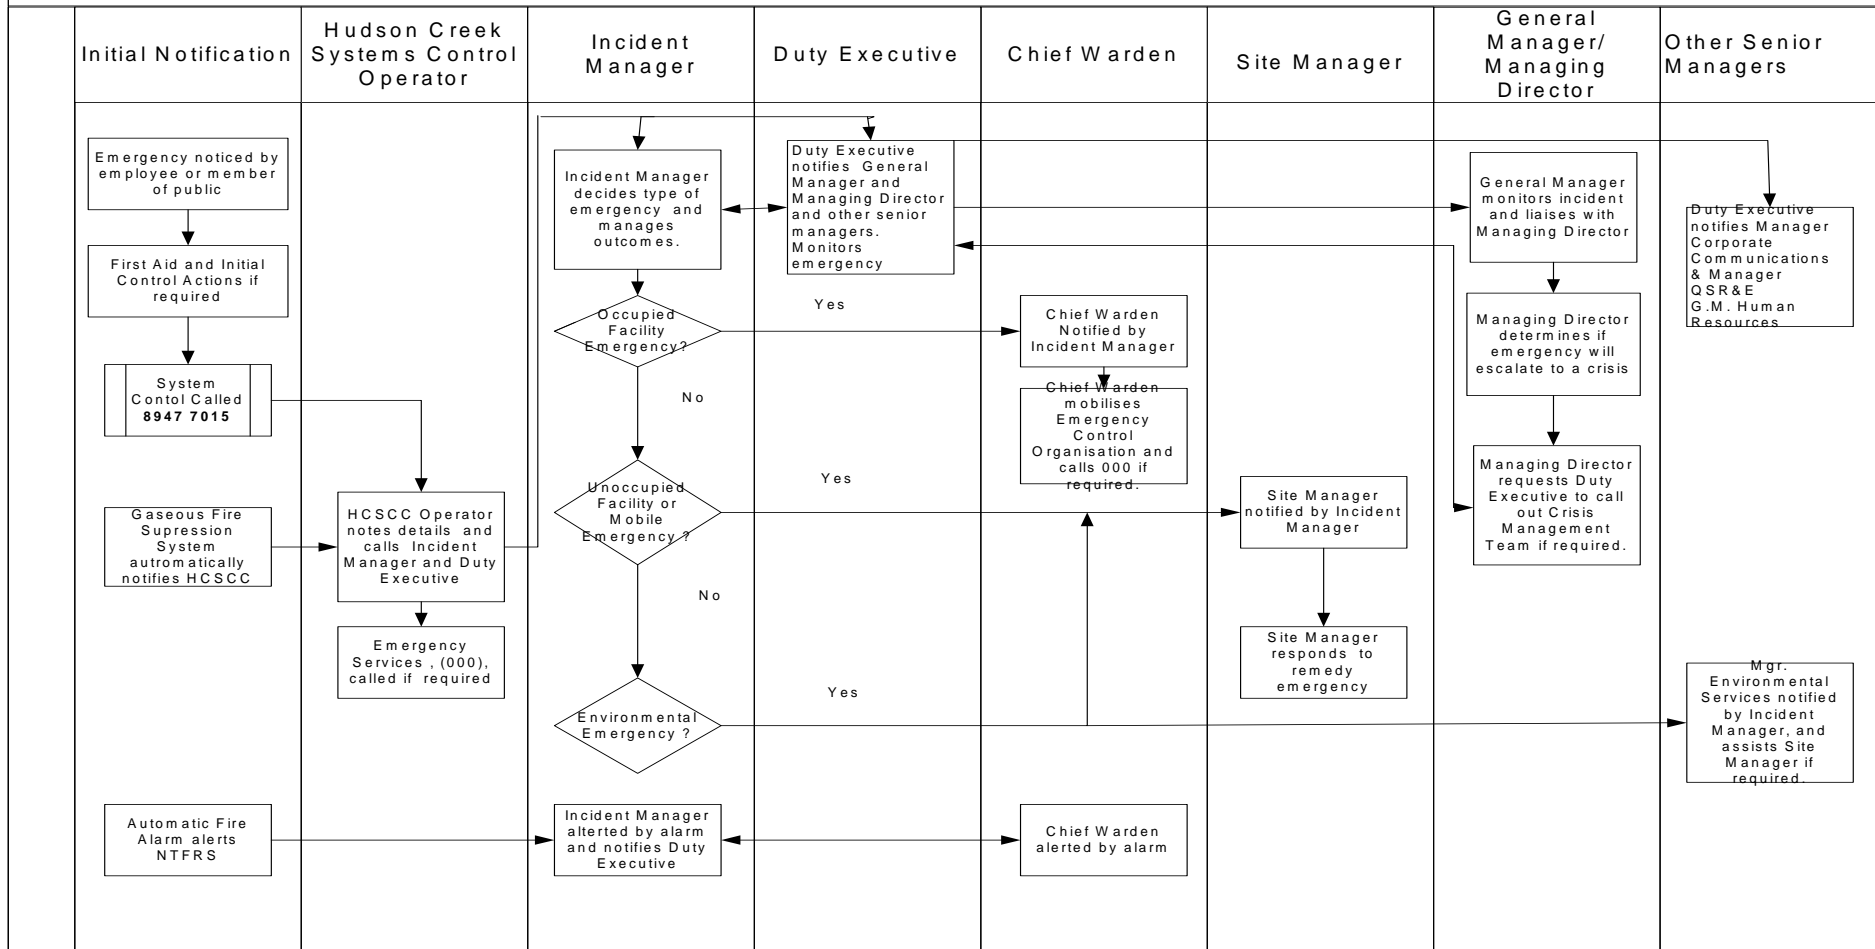 Initial Notification
Hudson Creek
Systems Control
Operator
Incident
Manager
Duty Executive
Chief Warden
Site Manager
General
Manager/
Managing
Director
Other Senior
Managers
Emergency noticed by
employee or member
of public
First Aid and Initial
Control Actions if
required
System
Contol Called
8947 7015
Gaseous Fire
Supression
System
autromatically
notifies HCSCC
Automatic Fire
Alarm alerts
NTFRS
HCSCC Operator
notes details and
calls Incident
Manager and Duty
Executive
Emergency
Services , (000),
called if required
Incident Manager
decides type of
emergency and
manages
outcomes.
Occupied
Facility
Emergency?
Yes
No
Unoccupied
Facility or
Mobile
Emergency ?
Yes
No
Environmental
Emergency ?
Yes
Incident Manager
alterted by alarm
and notifies Duty
Executive
Duty Executive
notifies General
Manager and
Managing Director
and other senior
managers.
Monitors
emergency
Chief Warden
Notified by
Incident Manager
Chief Warden
mobilises
Emergency
Control
Organisation and
calls 000 if
required.
Chief Warden
alerted by alarm
Site Manager
notified by Incident
Manager
Site Manager
responds to
remedy
emergency
General Manager
monitors incident
and liaises with
Managing Director
Managing Director
determines if
emergency will
escalate to a crisis
Managing Director
requests Duty
Executive to call
out Crisis
Management
Team if required.
Duty Executive
notifies Manager
Corporate
Communications
& Manager
QSR&E
G.M. Human
Resources
Mgr.
Environmental
Services notified
by Incident
Manager, and
assists Site
Manager if
required.